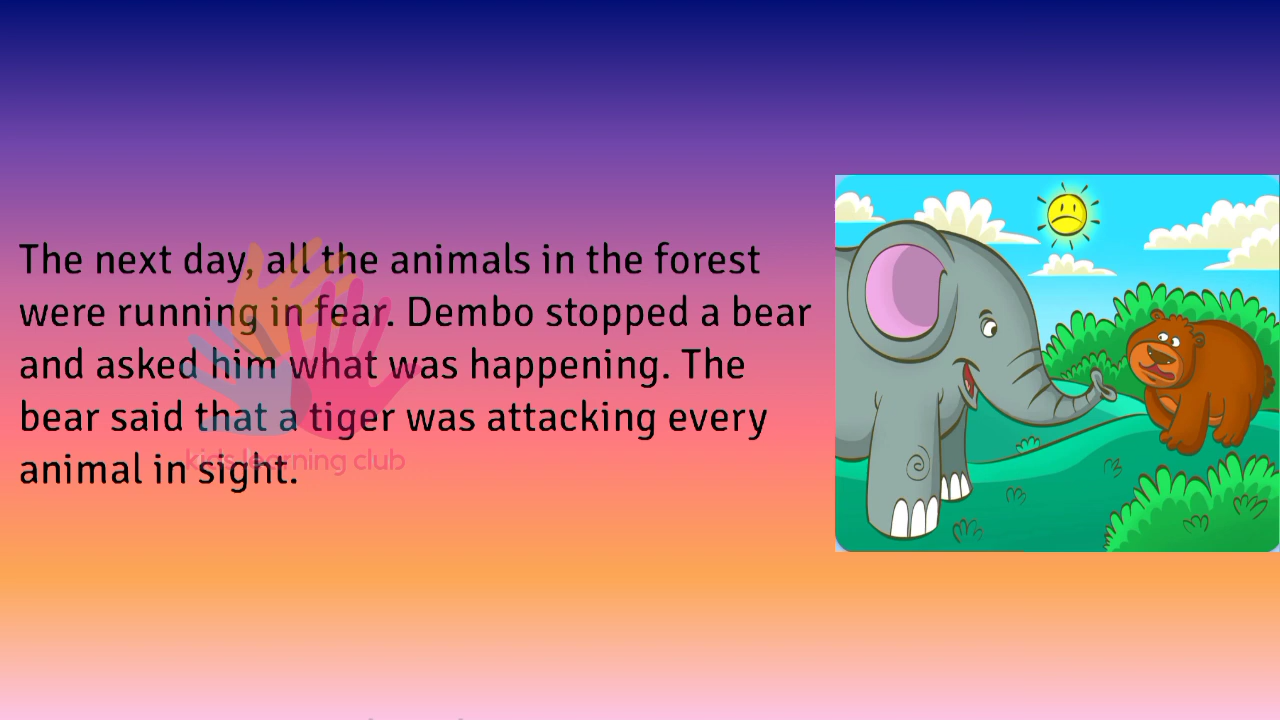 The next day, all the animals in the forest
were running in fear. Dembo stopped a bear
and asked him what was happening. The
bear said that a tiger was attacking every
animal in sight.
kids learning club